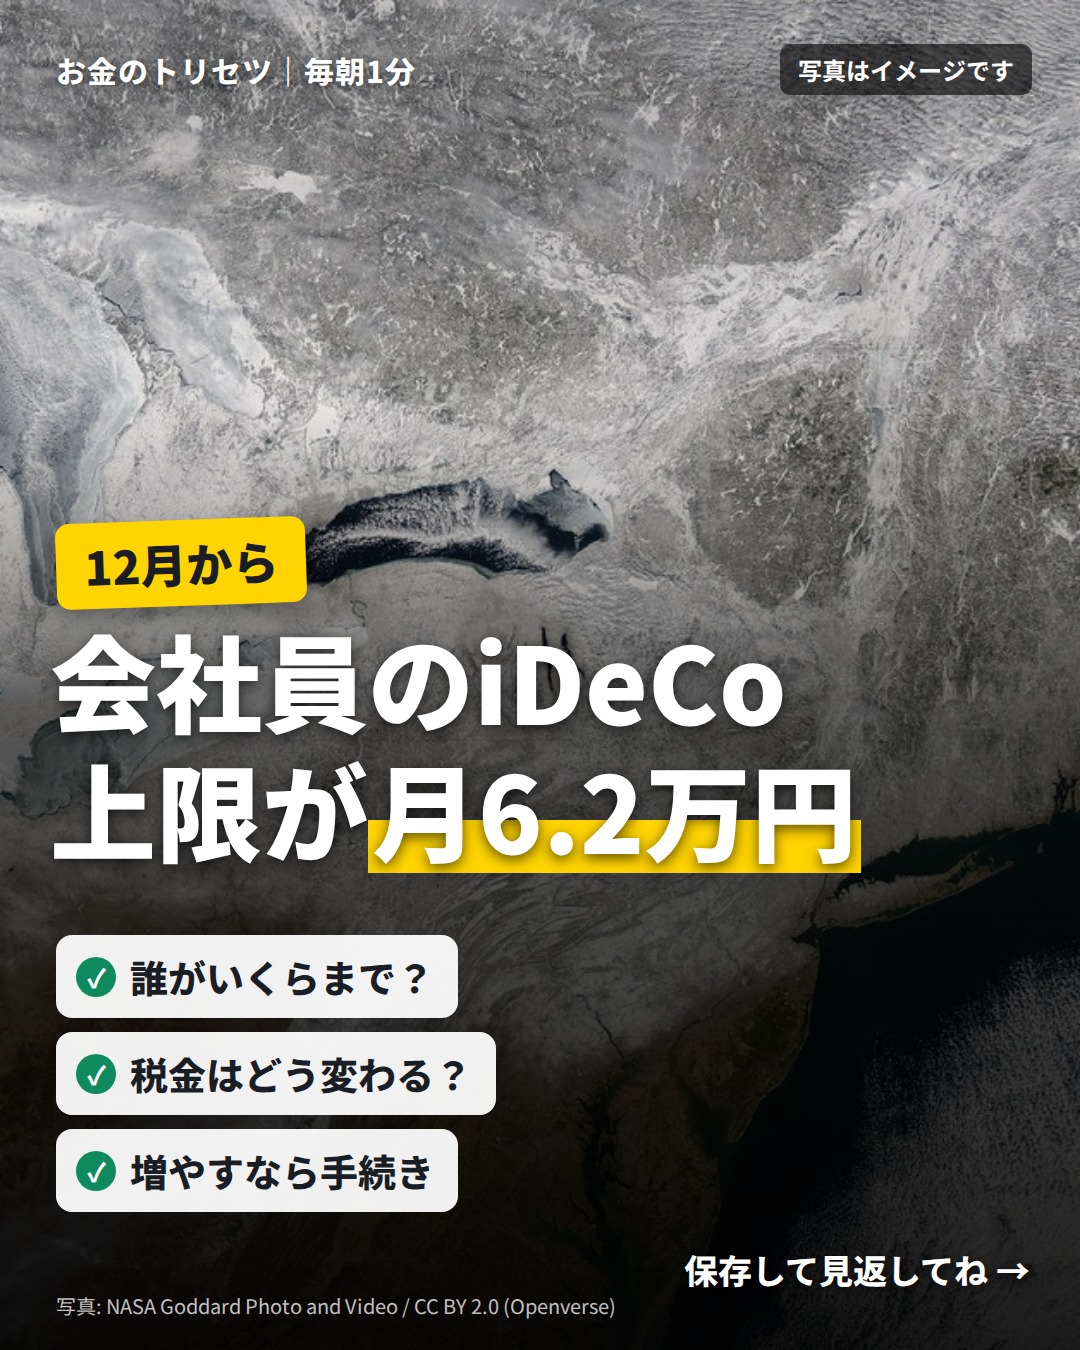 お金のトリセツ｜毎朝1分
写真はイメージです
12月から
会社員のiDeCo
上限が月6.2万円
誰がいくらまで？
税金はどう変わる？
増やすなら手続き
保存して見返してね →
写真: NASA Goddard Photo and Video / CC BY 2.0 (Openverse)